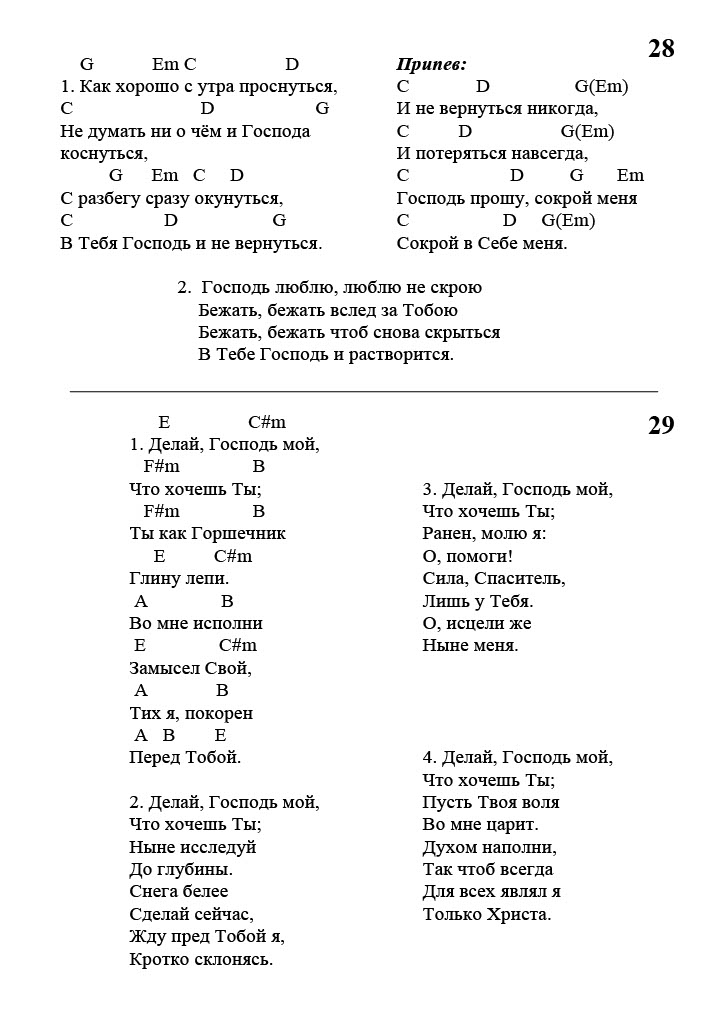 28
G Em C D
1. Как хорошо с утра проснуться,
C D G
Не думать ни о чём и Господа
коснуться,
G Em C D
С разбегу сразу окунуться,
C D G
В Тебя Господь и не вернуться.
Припев:
C D G(Em)
И не вернуться никогда,
C D G(Em)
И потеряться навсегда,
C D G Em
Господь прошу, сокрой меня
C D G(Em)
Сокрой в Себе меня.
2. Господь люблю, люблю не скрою
Бежать, бежать вслед за Тобою
Бежать, бежать чтоб снова скрыться
В Тебе Господь и растворится.
29
E C#m
1. Делай, Господь мой,
F#m B
Что хочешь Ты;
F#m B
Ты как Горшечник
E C#m
Глину лепи.
A B
Во мне исполни
E C#m
Замысел Свой,
A B
Тих я, покорен
A B E
Перед Тобой.
2. Делай, Господь мой,
Что хочешь Ты;
Ныне исследуй
До глубины.
Снега белее
Сделай сейчас,
Жду пред Тобой я,
Кротко склонясь.
3. Делай, Господь мой,
Что хочешь Ты;
Ранен, молю я:
О, помоги!
Сила, Спаситель,
Лишь у Тебя.
О, исцели же
Ныне меня.
4. Делай, Господь мой,
Что хочешь Ты;
Пусть Твоя воля
Во мне царит.
Духом наполни,
Так чтоб всегда
Для всех являл я
Только Христа.